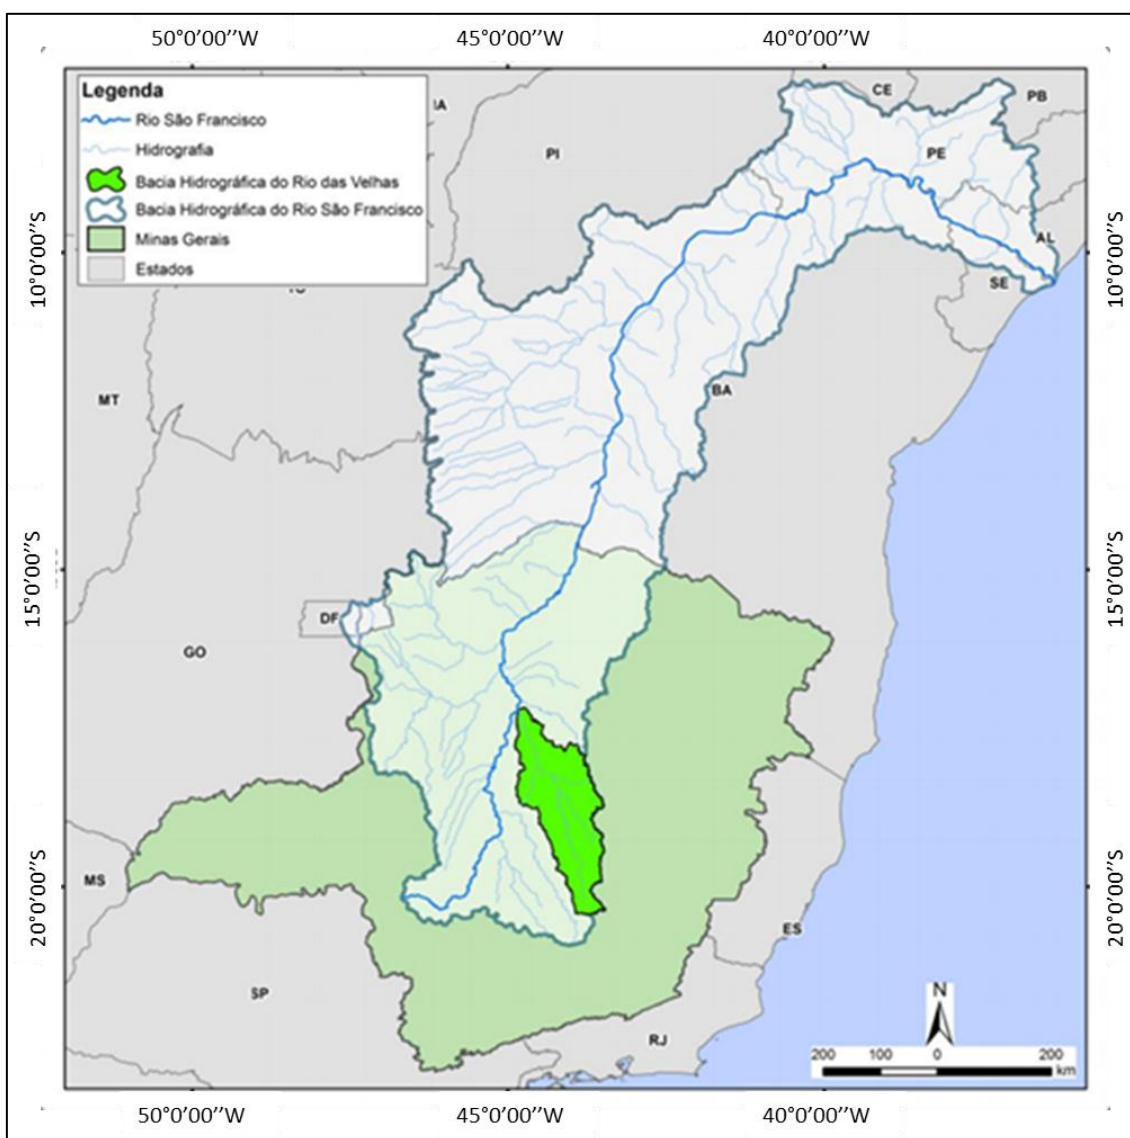 50°0'00''W 45°0'00''W 40°0'00''W
Legenda
Rio São Francisco
Hidrografia
Bacia Hidrográfica do Rio das Velhas
Bacia Hidrográfica do Rio São Francisco
Minas Gerais
Estados
CE
PB
PI
PE
10°0'00''S
AL
10°0'00''S
SE
MT
BA
15°0'00''S
15°0'00''S
DF
GO
20°0'00''S
MS
20°0'00''S
ES
SP
N
RJ
200 100 0 200
km
50°0'00''W 45°0'00''W 40°0'00''W